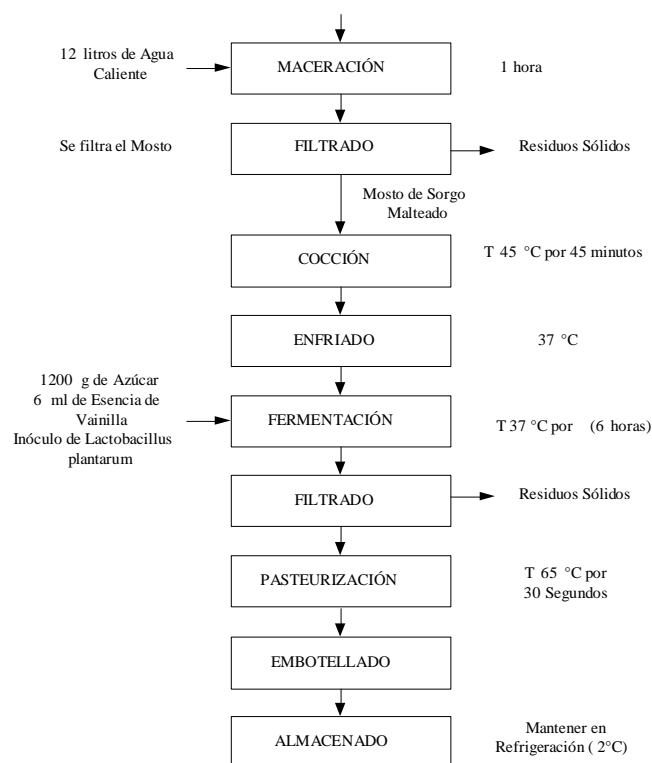 12 litros de Agua
Caliente
MACERACIÓN
1 hora
Se filtra el Mosto
FILTRADO
Residuos Sólidos
Mosto de Sorgo
Malteado
COCCIÓN
T 45 °C por 45 minutos
ENFRIADO
37 °C
1200 g de Azúcar
6 ml de Esencia de
Vainilla
Inóculo de Lactobacillus
plantarum
FERMENTACIÓN
T 37 °C por (6 horas)
FILTRADO
Residuos Sólidos
PASTEURIZACIÓN
T 65 °C por
30 Segundos
EMBOTELLADO
ALMACENADO
Mantener en
Refrigeración ( 2°C)